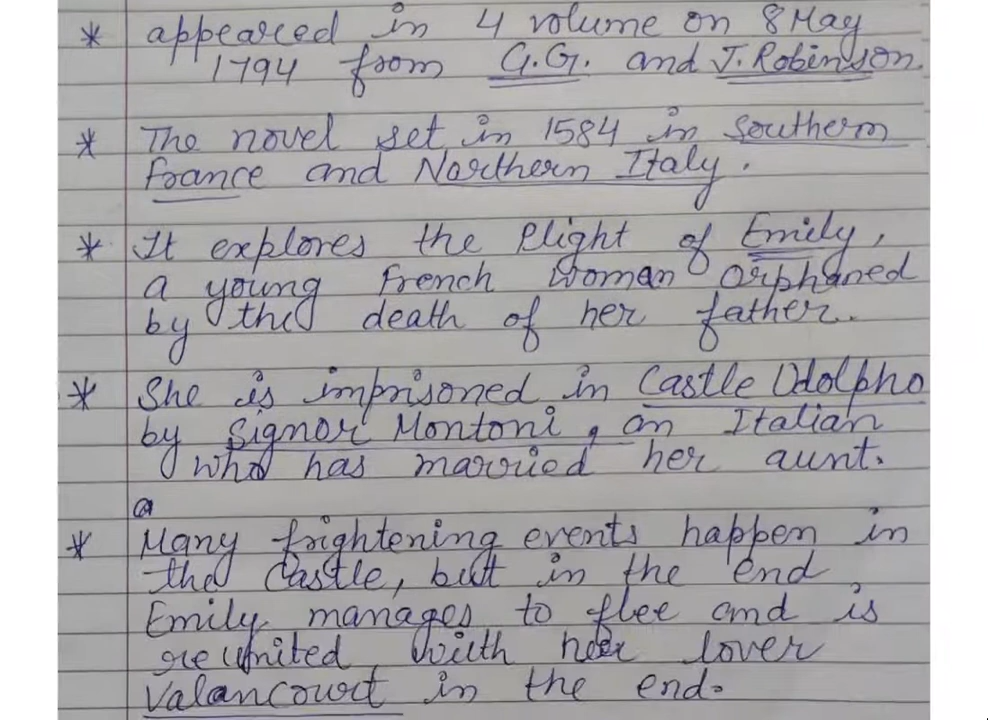 * appeared in 4 volume on 8 May
1794 from G.G. and J. Robinson.
* The novel set in 1584 in Southern
France and Northern Italy.
* It explores the Plight of Emily,
a young French Woman Orphaned
by the death of her father.
* She is imprisoned in Castle Udolpho
by Signor Montoni, an Italian
who has married her aunt.
a
* Many frightening events happen in
the Castle, but in the end
Emily manages to flee and is
reunited with her lover
Valancourt in the end.